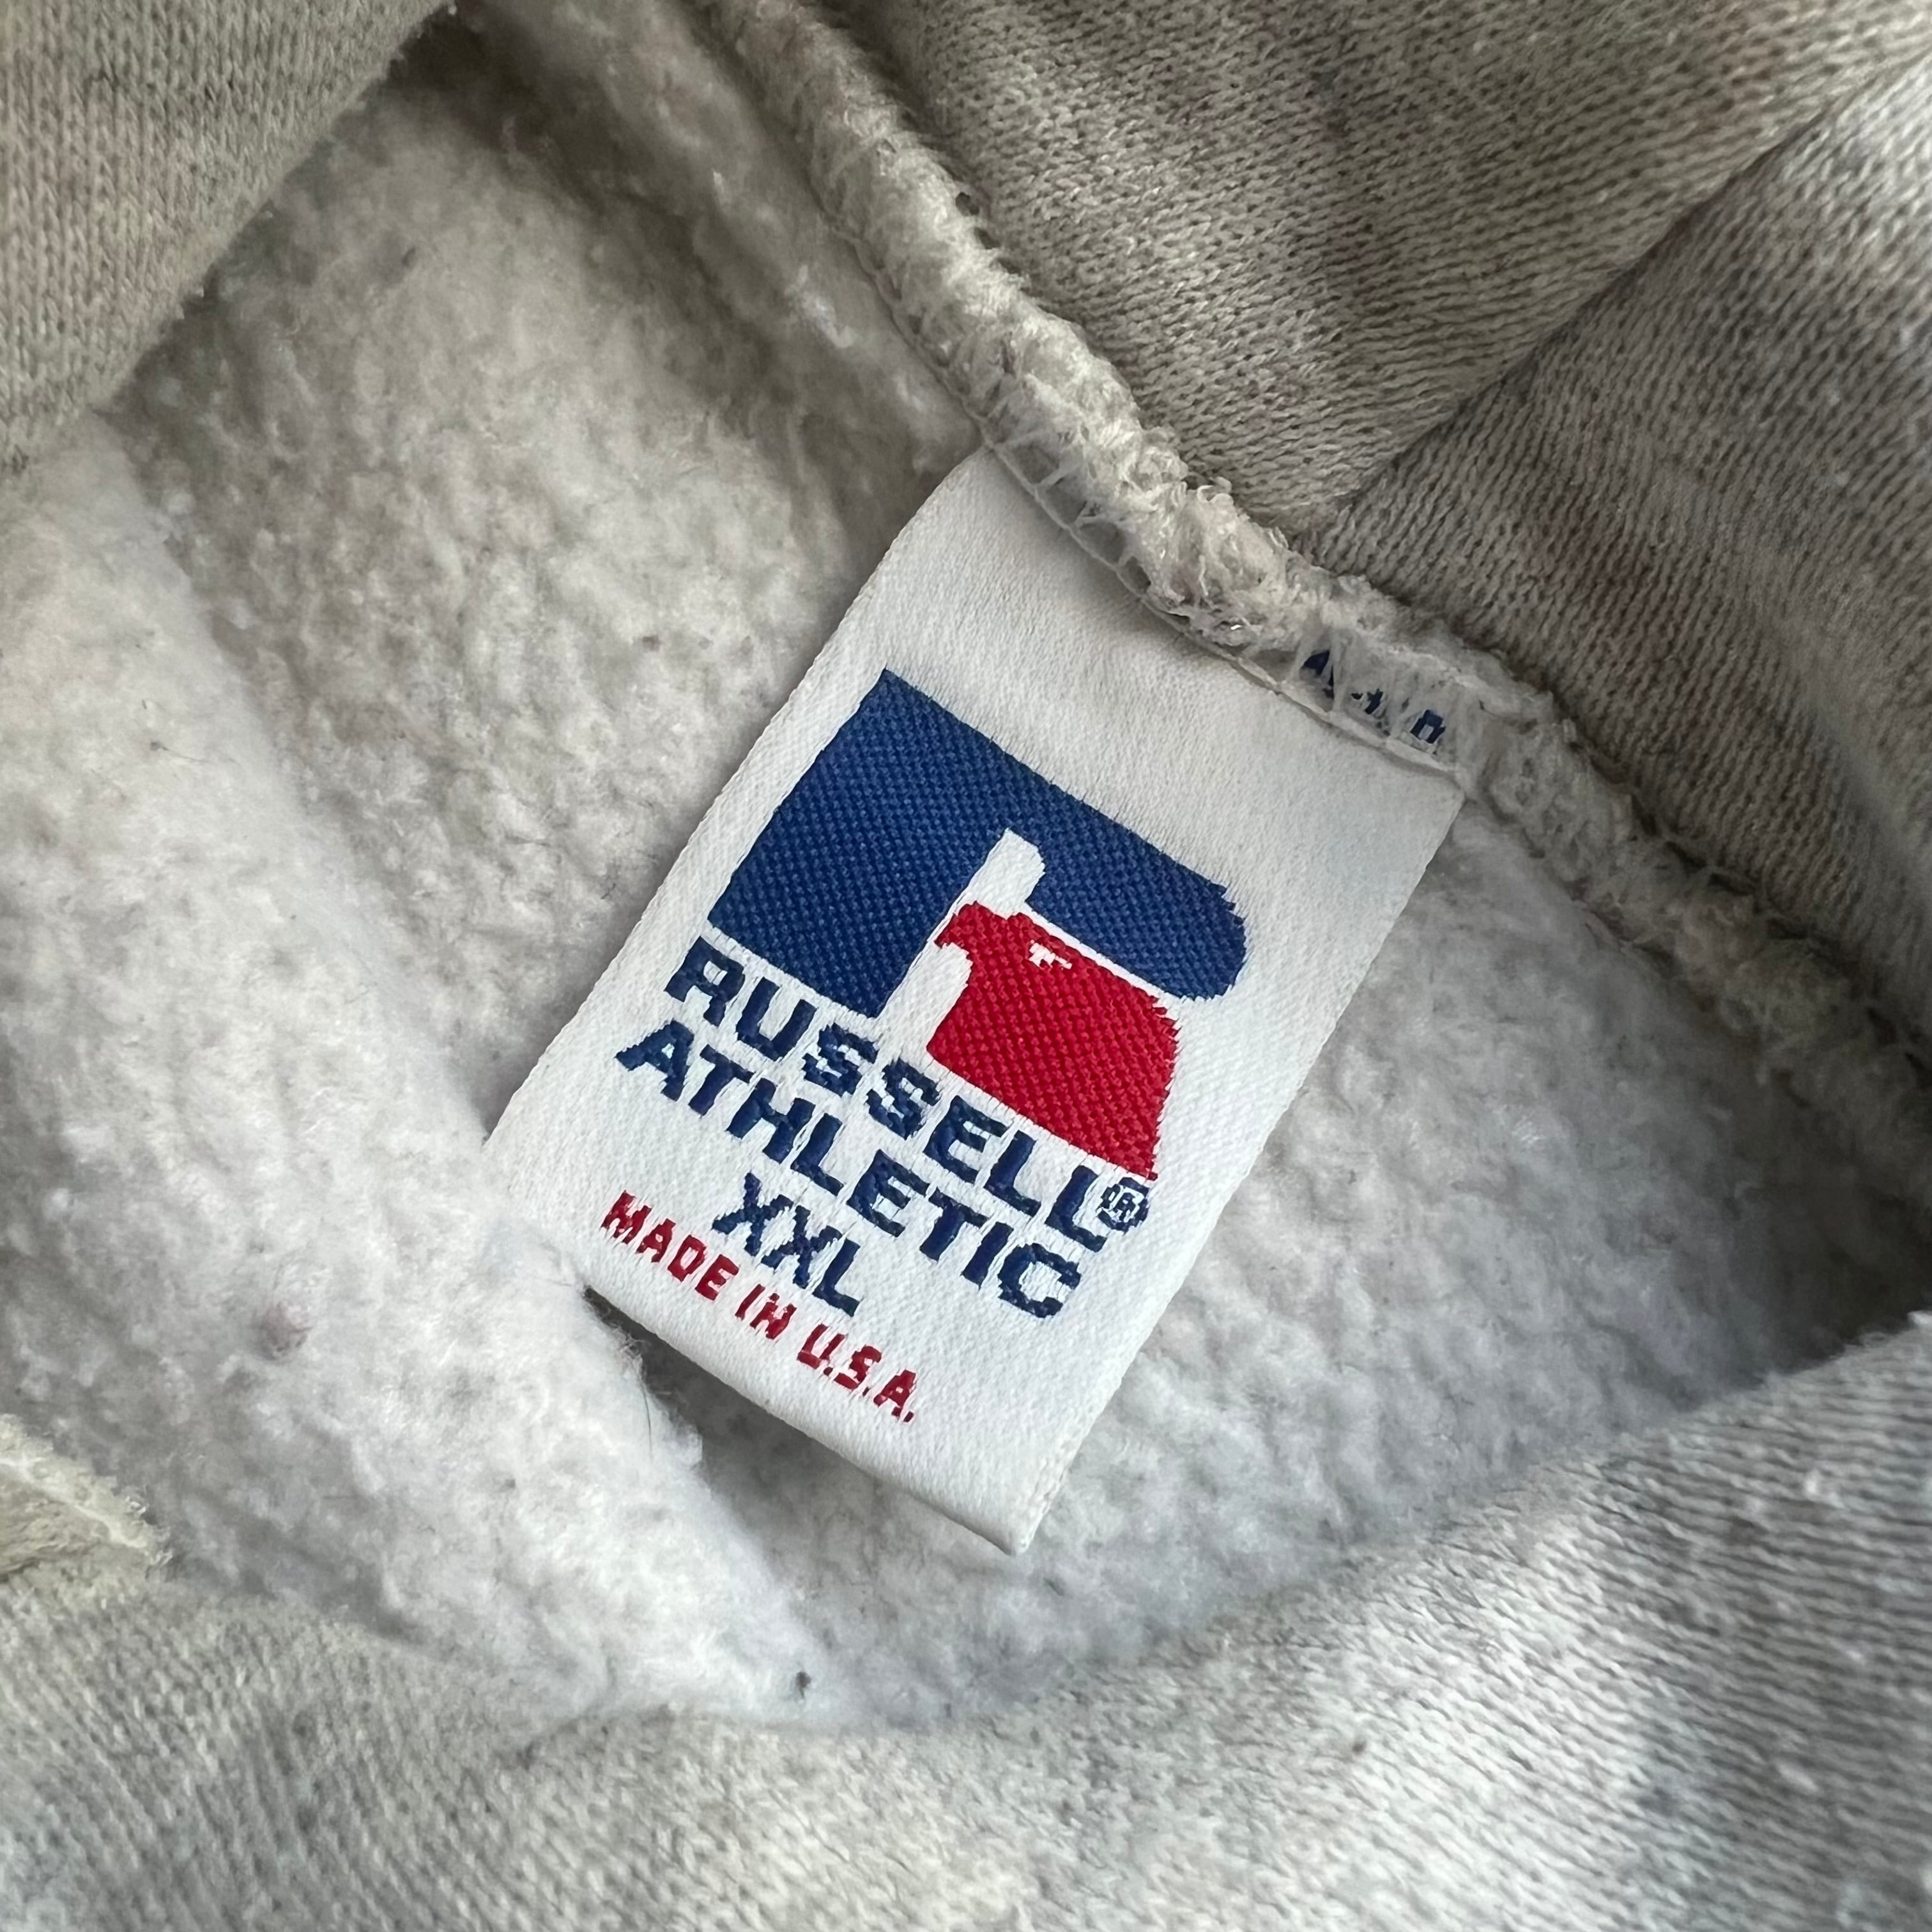 RUSSELL®
ATHLETIC
XXL
MADE IN U.S.A.